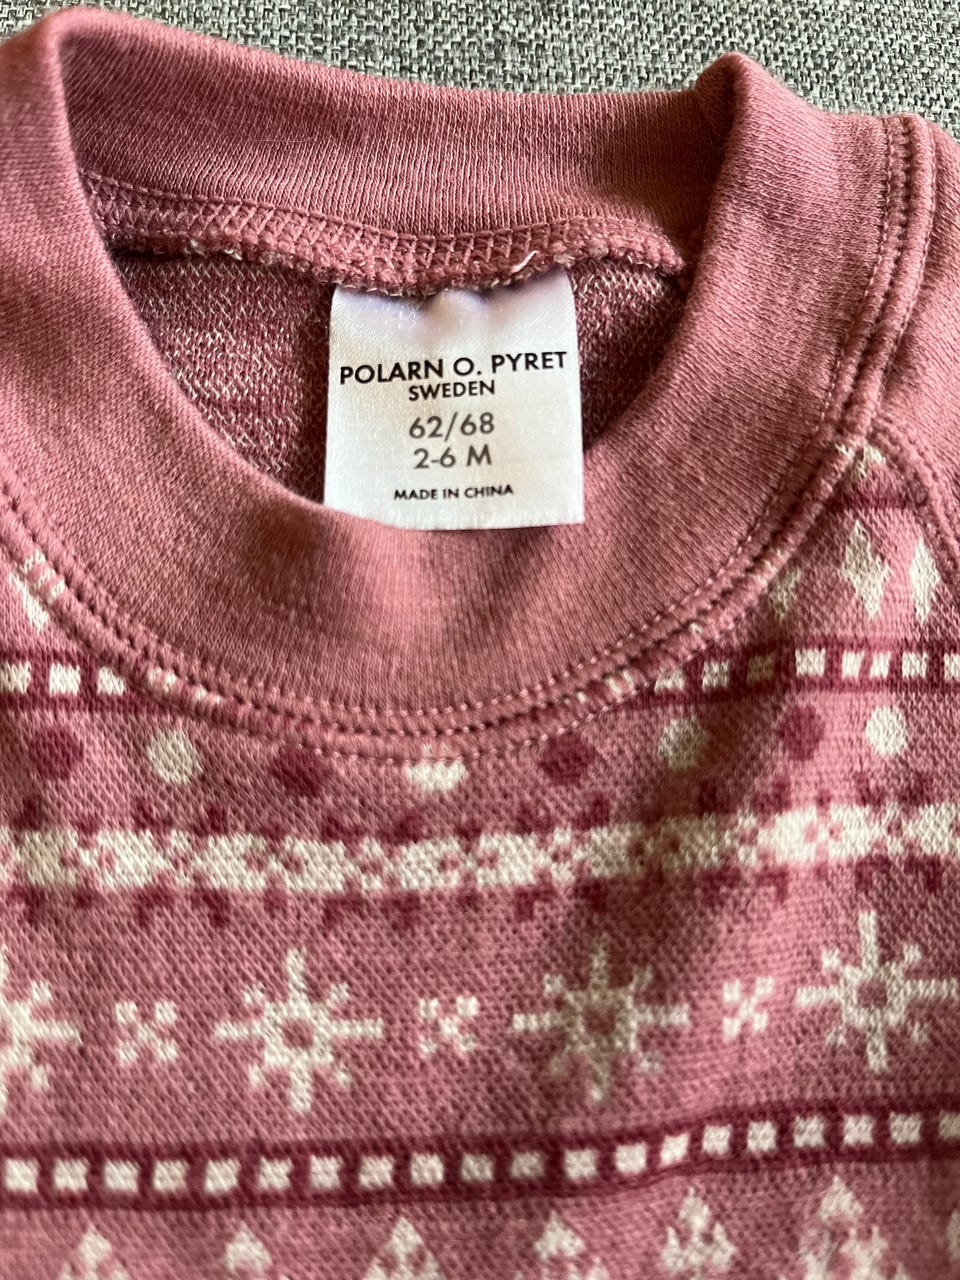 POLARN O. PYRET
SWEDEN
62/68
2-6 M
MADE IN CHINA